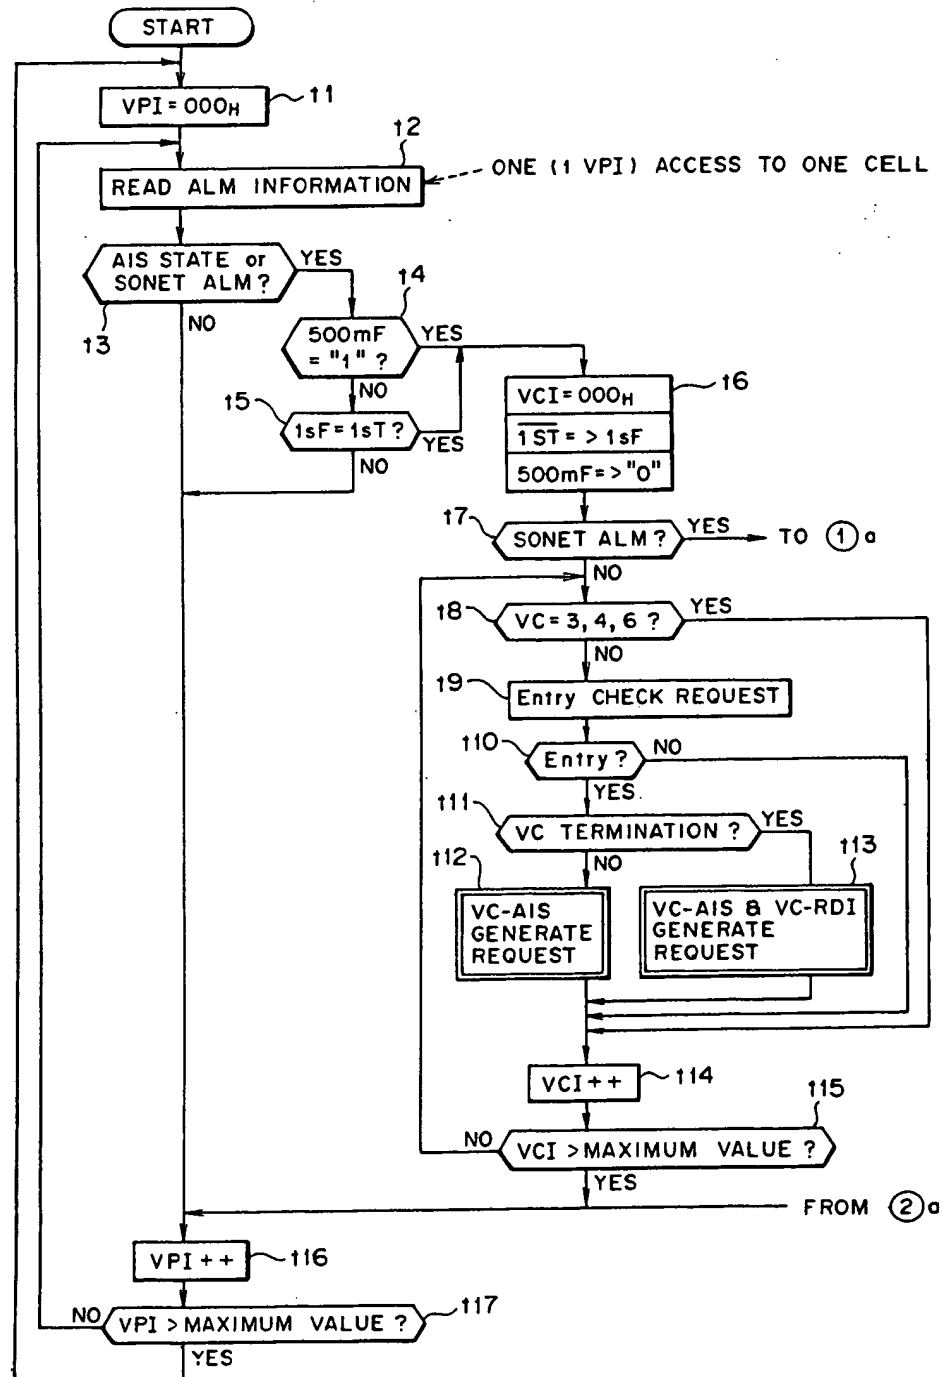 START
VPI = 000H
t1
t2
READ ALM INFORMATION
ONE (1 VPI) ACCESS TO ONE CELL
AIS STATE or
SONET ALM ?
YES
NO
t3
t4
500mF
= "1" ?
YES
NO
t5
1sF = 1sT ?
YES
NO
t6
VCI = 000H
1ST = > 1sF
500mF = > "0"
t7
SONET ALM ?
YES
TO 1 a
NO
t8
VC = 3, 4, 6 ?
YES
NO
t9
Entry CHECK REQUEST
t10
Entry ?
NO
YES
t11
VC TERMINATION ?
YES
NO
t12
VC-AIS
GENERATE
REQUEST
t13
VC-AIS & VC-RDI
GENERATE
REQUEST
VCI + +
t14
t15
NO
VCI > MAXIMUM VALUE ?
YES
FROM 2 a
VPI + +
t16
t17
NO
VPI > MAXIMUM VALUE ?
YES